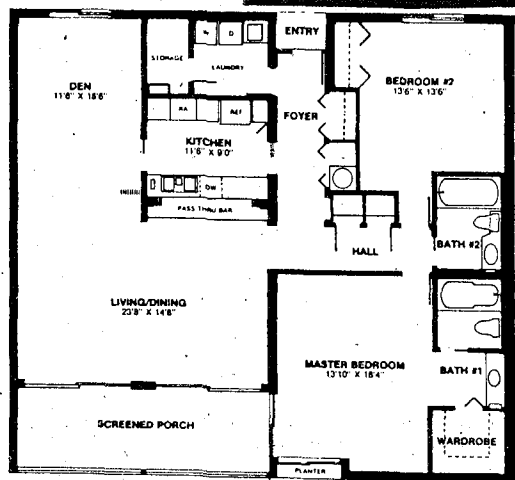 ENTRY
W
D
STORAGE
LAUNDRY
DEN
11'6" X 18'6"
BEDROOM #2
13'6" X 13'6"
RA
REF
FOYER
KITCHEN
11'6" X 9'0"
DW
PASS THRU BAR
HALL
BATH #2
LIVING/DINING
23'8" X 14'8"
MASTER BEDROOM
13'10" X 18'4"
BATH #1
SCREENED PORCH
WARDROBE
PLANTER